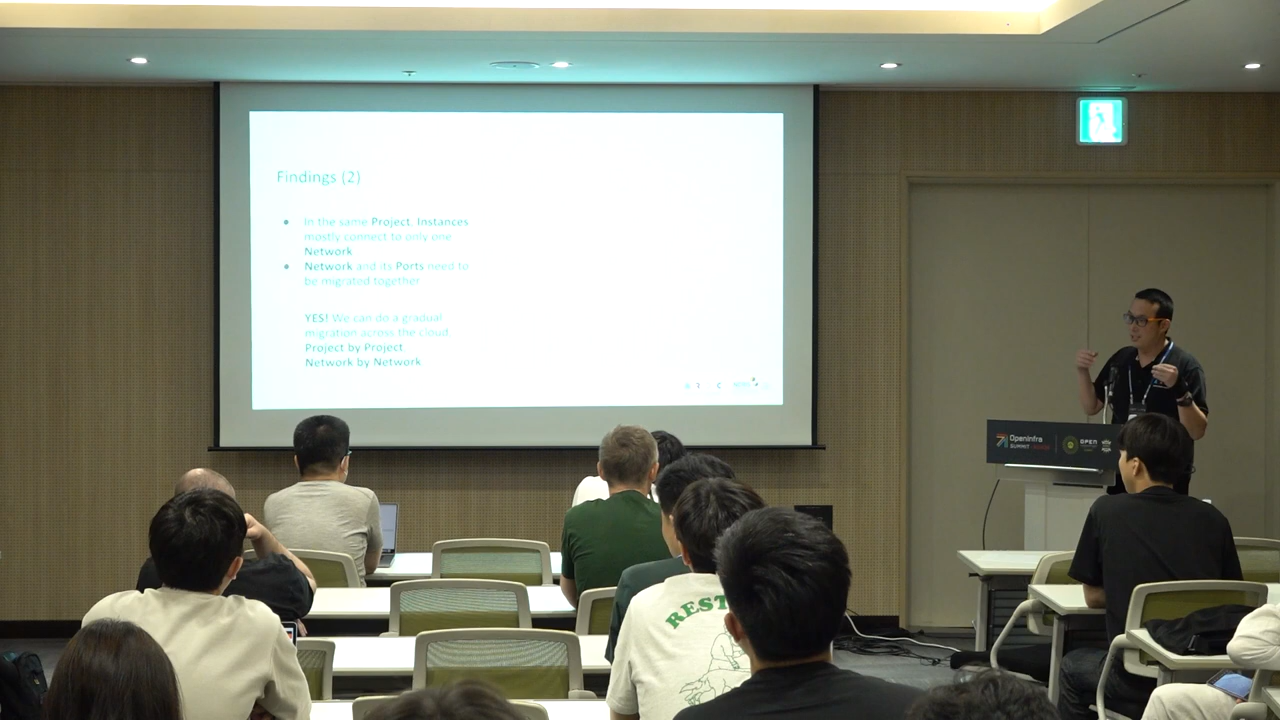 Findings (2)
In the same Project, Instances
mostly connect to only one
Network
Network and its Ports need to
be migrated together
YES! We can do a gradual
migration across the cloud.
Project by Project
Network by Network
OpenInfra
SUMMIT
OPEN
REST